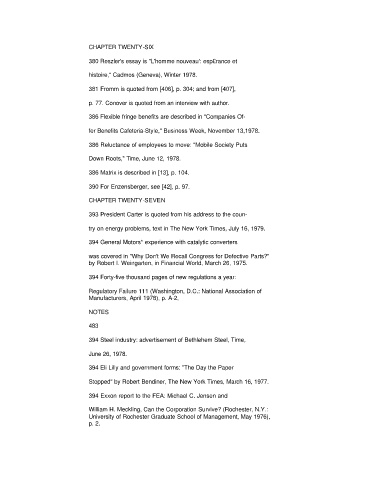 CHAPTER TWENTY-SIX
380 Reszler's essay is "L'homme nouveau': espErance et
histoire," Cadmos (Geneva), Winter 1978.
381 Fromm is quoted from [406], p. 304; and from [407],
p. 77. Conover is quoted from an interview with author.
386 Flexible fringe benefits are described in "Companies Of-
fer Benefits Cafeteria-Style," Business Week, November 13,1978.
386 Reluctance of employees to move: "Mobile Society Puts
Down Roots," Time, June 12, 1978.
386 Matrix is described in [13], p. 104.
390 For Enzensberger, see [42], p. 97.
CHAPTER TWENTY-SEVEN
393 President Carter is quoted from his address to the coun-
try on energy problems, text in The New York Times, July 16, 1979.
394 General Motors" experience with catalytic converters
was covered in "Why Don't We Recall Congress for Defective Parts?"
by Robert I. Weingarten, in Financial World, March 26, 1975.
394 Forty-five thousand pages of new regulations a year:
Regulatory Failure 111 (Washington, D.C.: National Association of
Manufacturers, April 1978), p. A-2.
NOTES
483
394 Steel industry: advertisement of Bethlehem Steel, Time,
June 26, 1978.
394 Eli Lilly and government forms: "The Day the Paper
Stopped" by Robert Bendiner, The New York Times, March 16, 1977.
394 Exxon report to the FEA: Michael C. Jensen and
William H. Meckling, Can the Corporation Survive? (Rochester, N.Y.:
University of Rochester Graduate School of Management, May 1976),
p. 2.